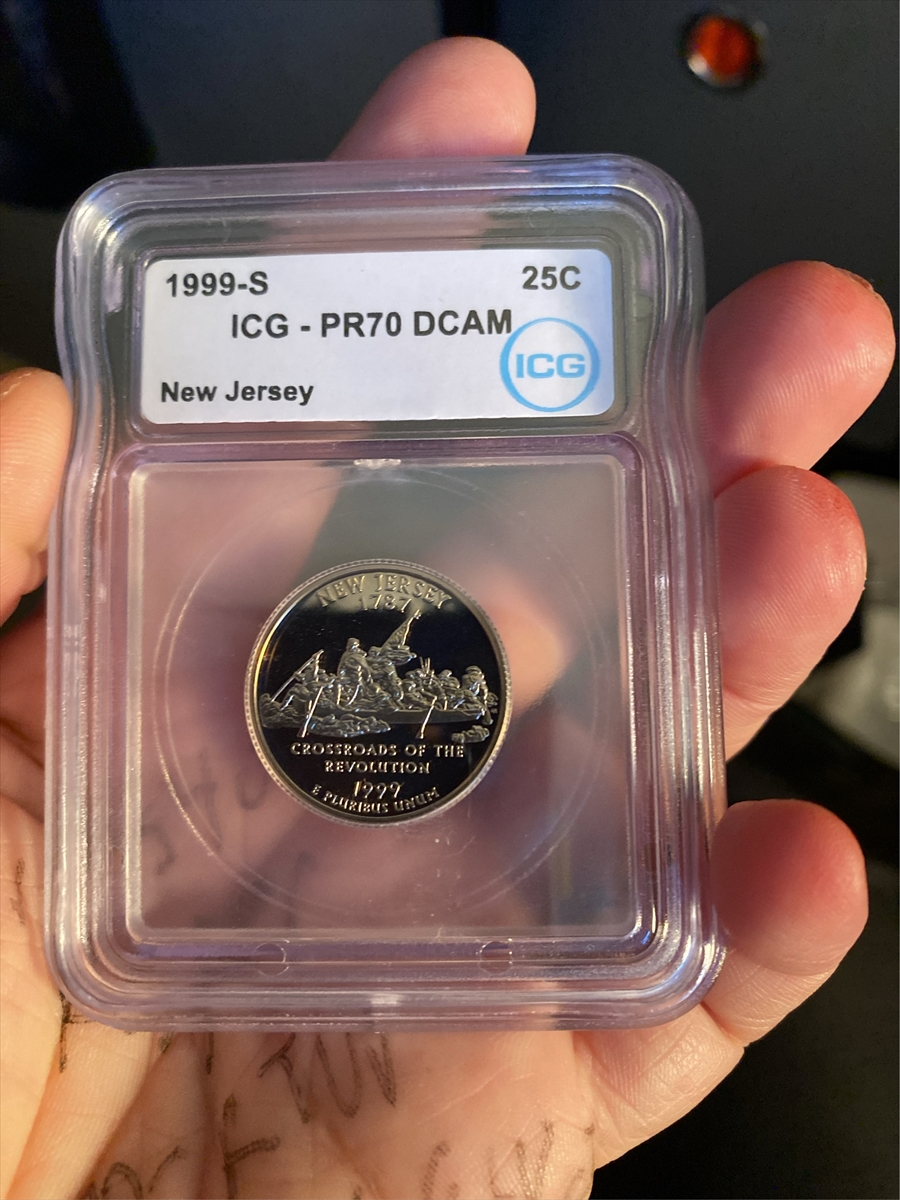 1999-S 25C
ICG - PR70 DCAM
ICG
New Jersey
NEW JERSEY
1787
CROSSROADS OF THE
REVOLUTION
1999
E PLURIBUS UNUM